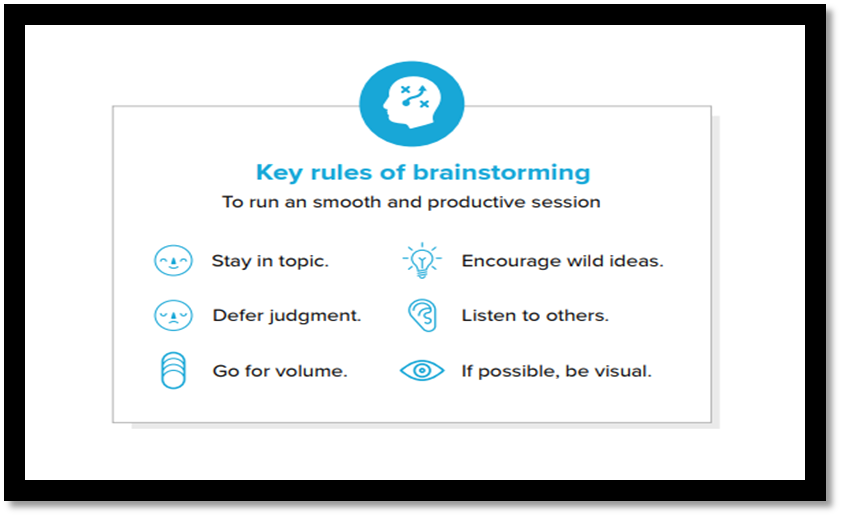 Key rules of brainstorming
To run an smooth and productive session
Stay in topic.
Encourage wild ideas.
Defer judgment.
Listen to others.
Go for volume.
If possible, be visual.